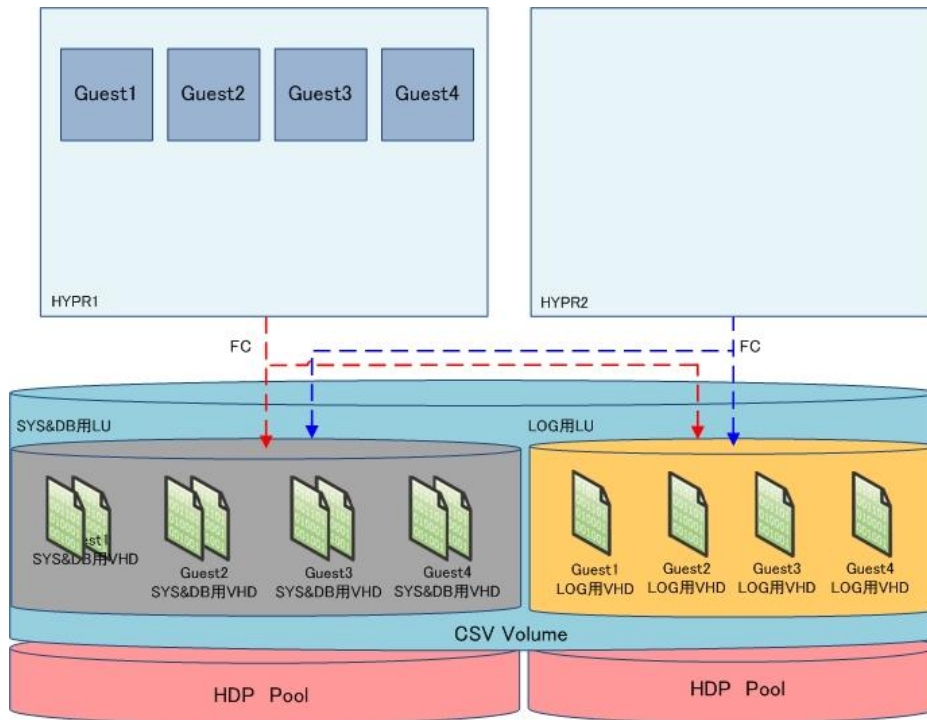 Guest1
Guest2
Guest3
Guest4
HYPR1
HYPR2
FC
FC
SYS&DB用LU
LOG用LU
SYS&DB用VHD
Guest2
SYS&DB用VHD
Guest3
SYS&DB用VHD
Guest4
SYS&DB用VHD
Guest1
LOG用VHD
Guest2
LOG用VHD
Guest3
LOG用VHD
Guest4
LOG用VHD
CSV Volume
HDP Pool
HDP Pool